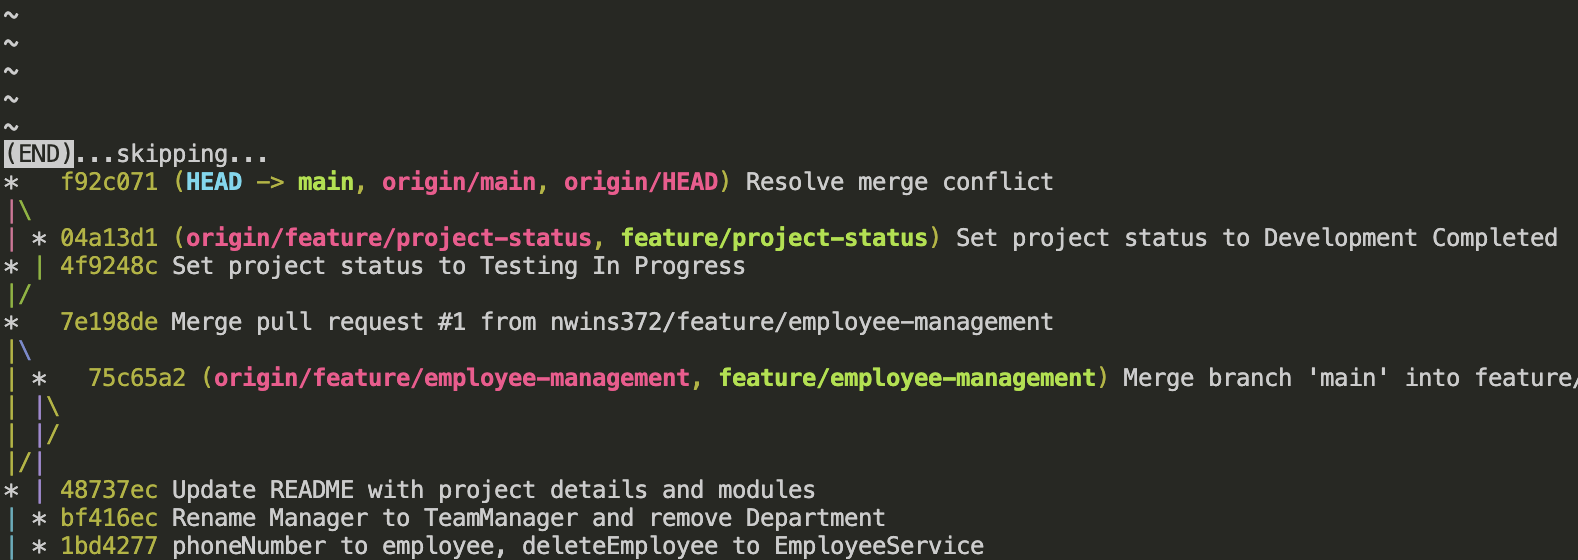 ~
~
~
~
~
(END)...skipping...
*   f92c071 (HEAD -> main, origin/main, origin/HEAD) Resolve merge conflict
|\
| * 04a13d1 (origin/feature/project-status, feature/project-status) Set project status to Development Completed
* | 4f9248c Set project status to Testing In Progress
|/
*   7e198de Merge pull request #1 from nwins372/feature/employee-management
|\
| *   75c65a2 (origin/feature/employee-management, feature/employee-management) Merge branch 'main' into feature/
| |\
| |/
|/|
* | 48737ec Update README with project details and modules
| * bf416ec Rename Manager to TeamManager and remove Department
| * 1bd4277 phoneNumber to employee, deleteEmployee to EmployeeService